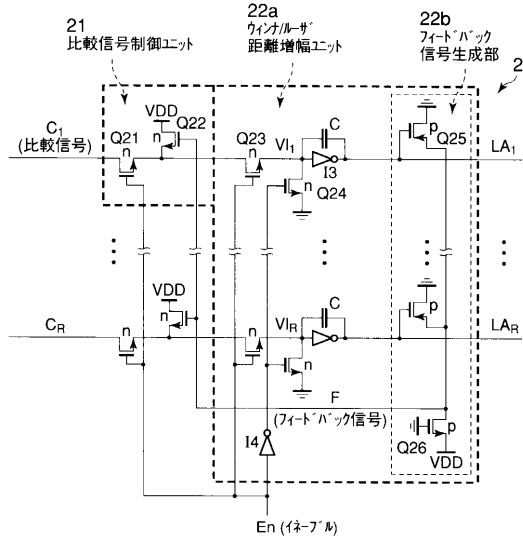 21
比較信号制御ユニット
22a
ウィンナ/ルーザ
距離増幅ユニット
22b
フィードバック
信号生成部
2
C1
(比較信号)
VDD
Q21
Q22
n
n
Q23
n
VI1
C
I3
n
Q24
p
Q25
LA1
CR
VDD
n
n
n
VIR
C
n
p
LAR
F
(フィードバック信号)
I4
Q26
p
VDD
En (イネーブル)